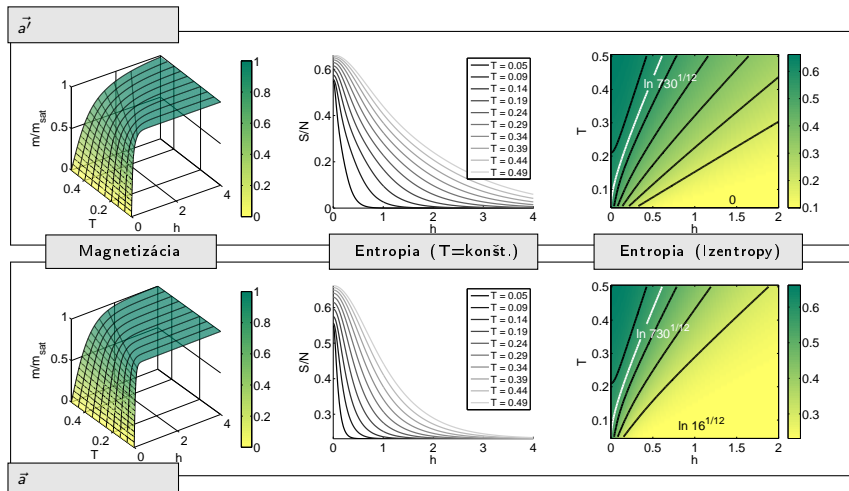 a⃗′
m/m_sat
1
0.5
0
0.4
0.2
0
T
0
2
4
h
1
0.8
0.6
0.4
0.2
0
S/N
0.6
0.4
0.2
0
0
1
2
3
4
h
T = 0.05
T = 0.09
T = 0.14
T = 0.19
T = 0.24
T = 0.29
T = 0.34
T = 0.39
T = 0.44
T = 0.49
T
0.5
0.4
0.3
0.2
0.1
0
0.5
1
1.5
2
h
ln 730^{1/12}
0
0.6
0.5
0.4
0.3
0.2
0.1
Magnetizácia
Entropia (T=konšt.)
Entropia (Izentropy)
m/m_sat
1
0.5
0
0.4
0.2
0
T
0
2
4
h
1
0.8
0.6
0.4
0.2
0
S/N
0.6
0.5
0.4
0.3
0
1
2
3
4
h
T = 0.05
T = 0.09
T = 0.14
T = 0.19
T = 0.24
T = 0.29
T = 0.34
T = 0.39
T = 0.44
T = 0.49
T
0.5
0.4
0.3
0.2
0.1
0
0.5
1
1.5
2
h
ln 730^{1/12}
ln 16^{1/12}
0.6
0.5
0.4
0.3
a⃗